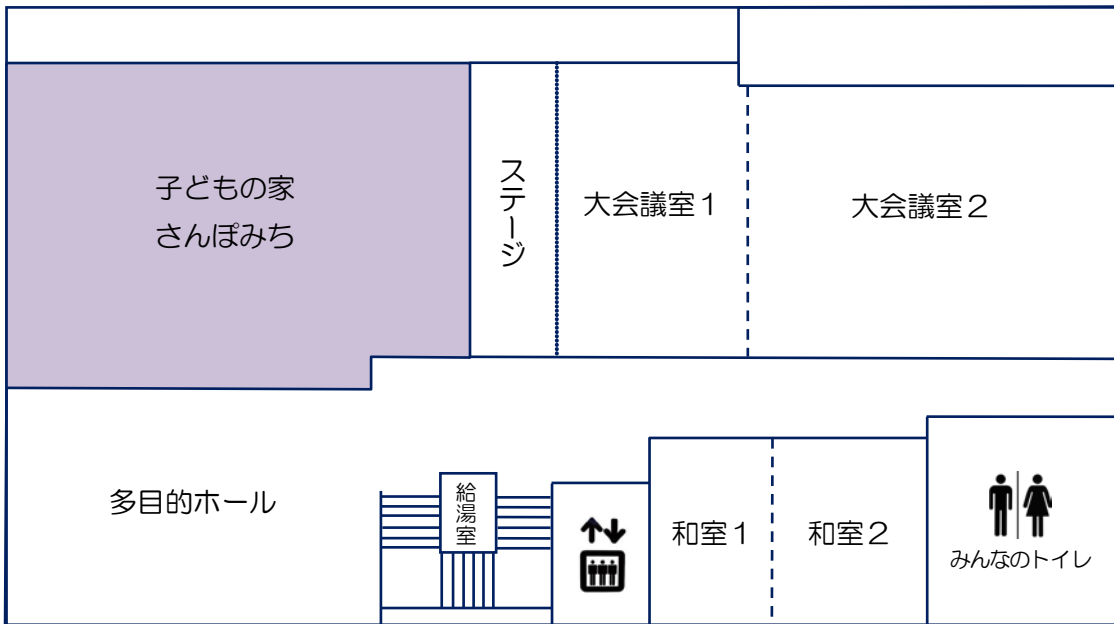 子どもの家
さんぽみち
ステージ
大会議室１
大会議室２
多目的ホール
給湯室
和室１
和室２
みんなのトイレ